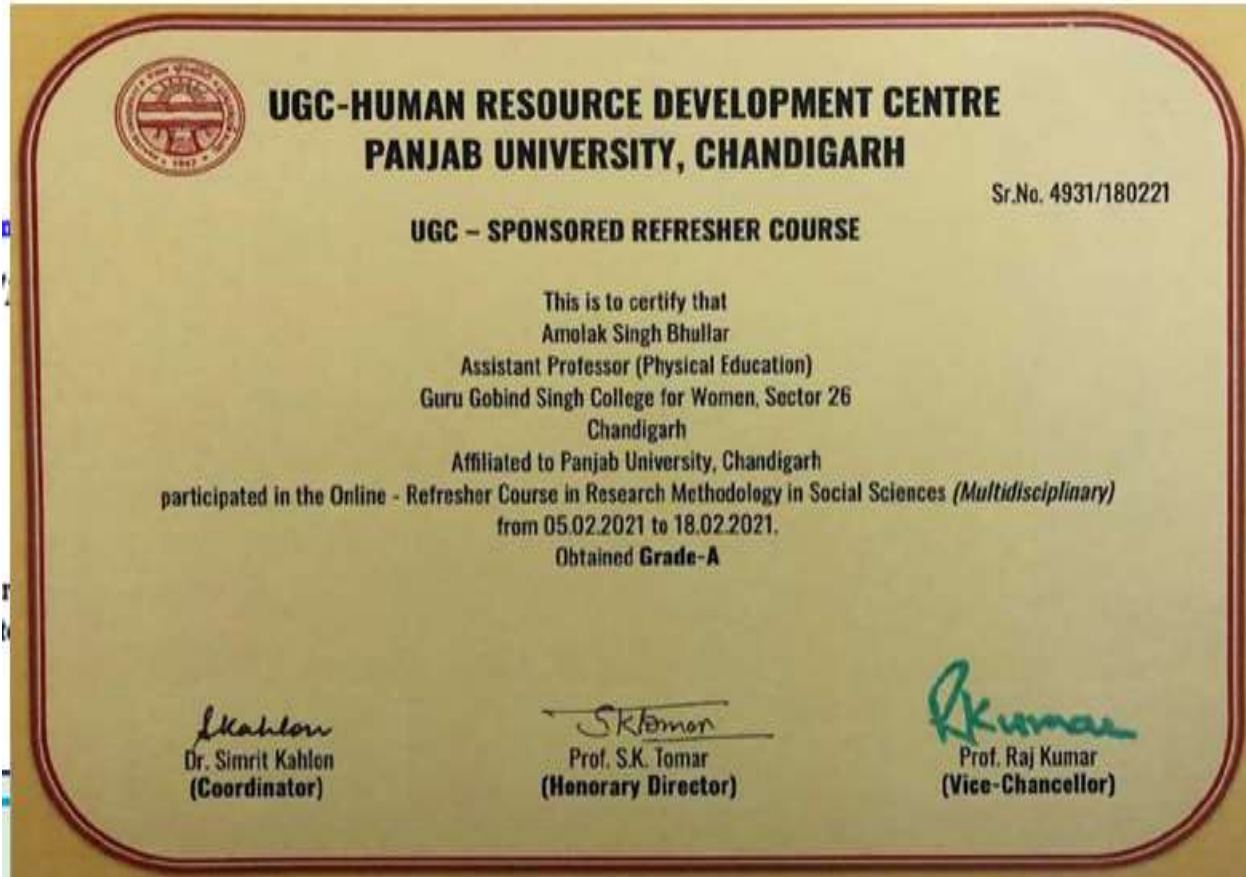 UGC-HUMAN RESOURCE DEVELOPMENT CENTRE
PANJAB UNIVERSITY, CHANDIGARH
Sr.No. 4931/180221
UGC – SPONSORED REFRESHER COURSE
This is to certify that
Amolak Singh Bhullar
Assistant Professor (Physical Education)
Guru Gobind Singh College for Women, Sector 26
Chandigarh
Affiliated to Panjab University, Chandigarh
participated in the Online - Refresher Course in Research Methodology in Social Sciences (Multidisciplinary)
from 05.02.2021 to 18.02.2021.
Obtained Grade-A
SKahlon
Dr. Simrit Kahlon
(Coordinator)
SKTomar
Prof. S.K. Tomar
(Honorary Director)
RKumar
Prof. Raj Kumar
(Vice-Chancellor)